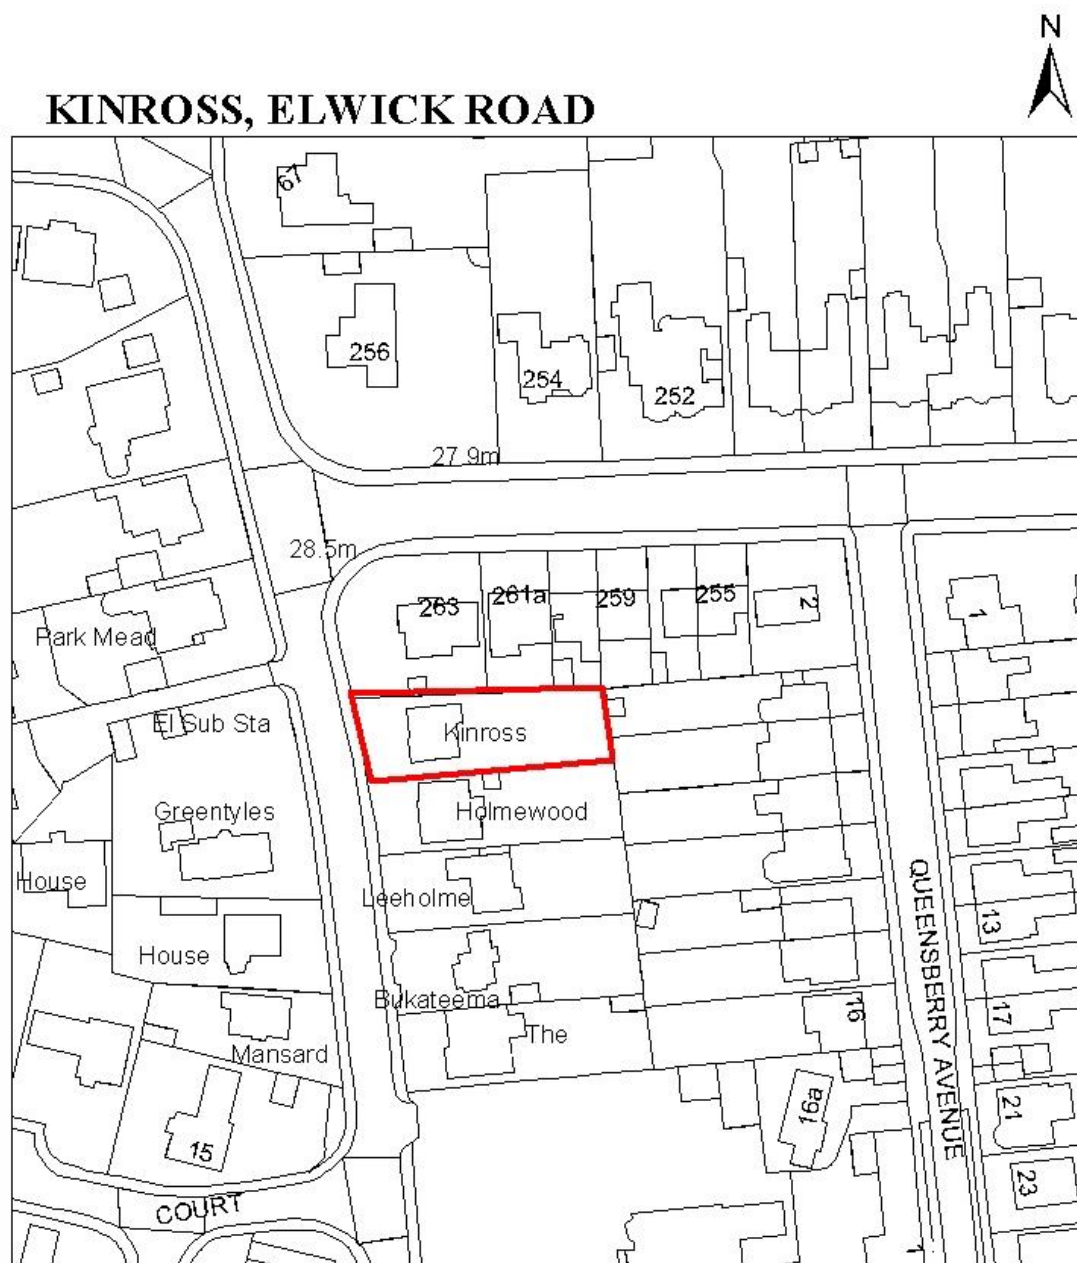 N
KINROSS, ELWICK ROAD
67
256
254
252
27.9m
28.5m
263
261a
259
255
2
1
Park Mead
El Sub Sta
Kinross
Greentyles
Holmewood
House
Leeholme
QUEENSBERRY AVENUE
13
House
Bukateema
16
17
The
Mansard
16a
21
15
23
COURT